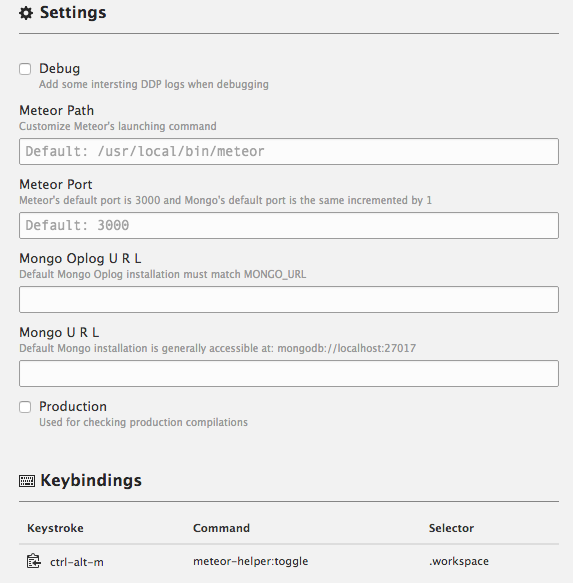 Settings
Debug
Add some intersting DDP logs when debugging
Meteor Path
Customize Meteor's launching command
Default: /usr/local/bin/meteor
Meteor Port
Meteor's default port is 3000 and Mongo's default port is the same incremented by 1
Default: 3000
Mongo Oplog U R L
Default Mongo Oplog installation must match MONGO_URL
Mongo U R L
Default Mongo installation is generally accessible at: mongodb://localhost:27017
Production
Used for checking production compilations
Keybindings
Keystroke Command Selector
ctrl-alt-m meteor-helper:toggle .workspace